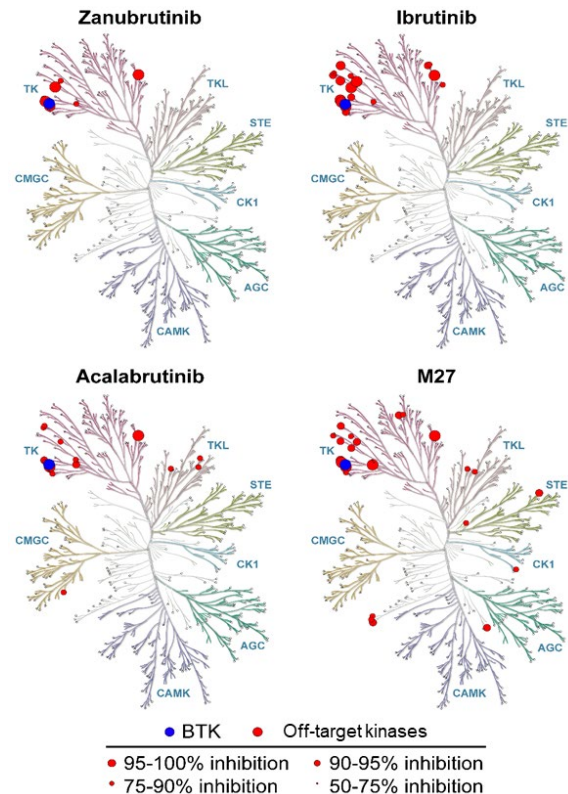 Zanubrutinib
Ibrutinib
TK
TKL
STE
CMGC
CK1
AGC
CAMK
TK
TKL
STE
CMGC
CK1
AGC
CAMK
Acalabrutinib
M27
TK
TKL
STE
CMGC
CK1
AGC
CAMK
TK
TKL
STE
CMGC
CK1
AGC
CAMK
BTK Off-target kinases
95-100% inhibition 90-95% inhibition
75-90% inhibition 50-75% inhibition